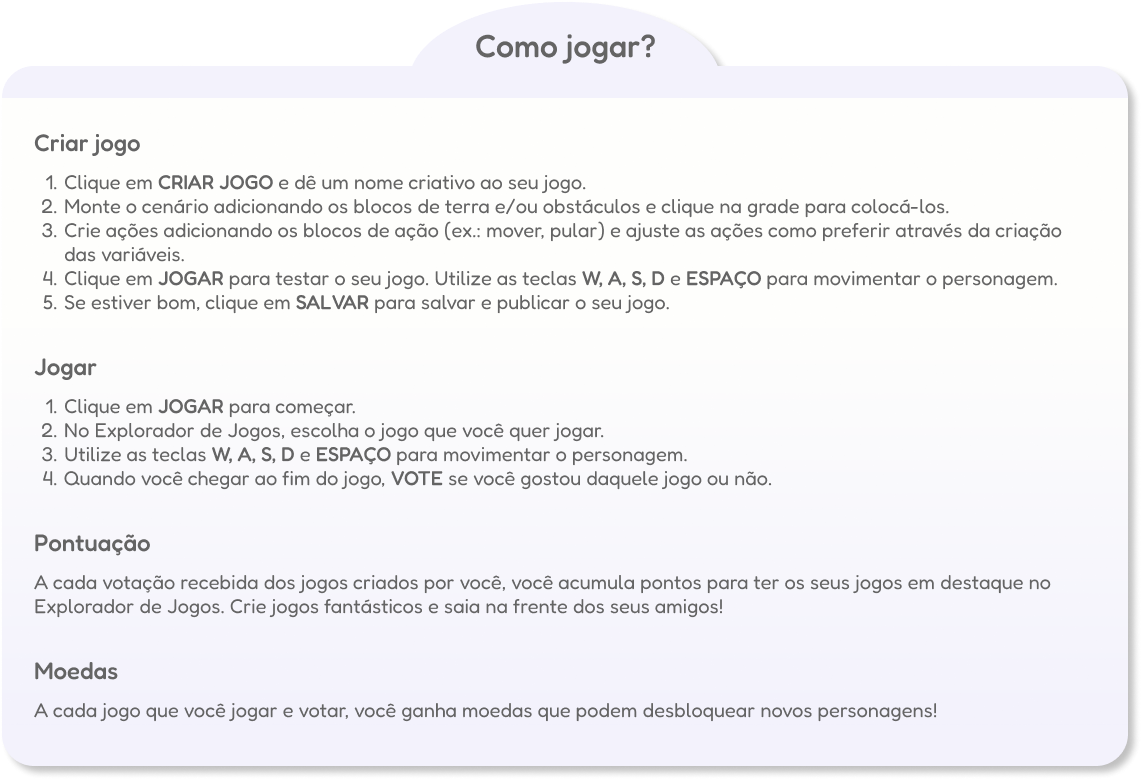 Como jogar?
Criar jogo
1. Clique em CRIAR JOGO e dê um nome criativo ao seu jogo.
2. Monte o cenário adicionando os blocos de terra e/ou obstáculos e clique na grade para colocá-los.
3. Crie ações adicionando os blocos de ação (ex.: mover, pular) e ajuste as ações como preferir através da criação
das variáveis.
4. Clique em JOGAR para testar o seu jogo. Utilize as teclas W, A, S, D e ESPAÇO para movimentar o personagem.
5. Se estiver bom, clique em SALVAR para salvar e publicar o seu jogo.
Jogar
1. Clique em JOGAR para começar.
2. No Explorador de Jogos, escolha o jogo que você quer jogar.
3. Utilize as teclas W, A, S, D e ESPAÇO para movimentar o personagem.
4. Quando você chegar ao fim do jogo, VOTE se você gostou daquele jogo ou não.
Pontuação
A cada votação recebida dos jogos criados por você, você acumula pontos para ter os seus jogos em destaque no
Explorador de Jogos. Crie jogos fantásticos e saia na frente dos seus amigos!
Moedas
A cada jogo que você jogar e votar, você ganha moedas que podem desbloquear novos personagens!